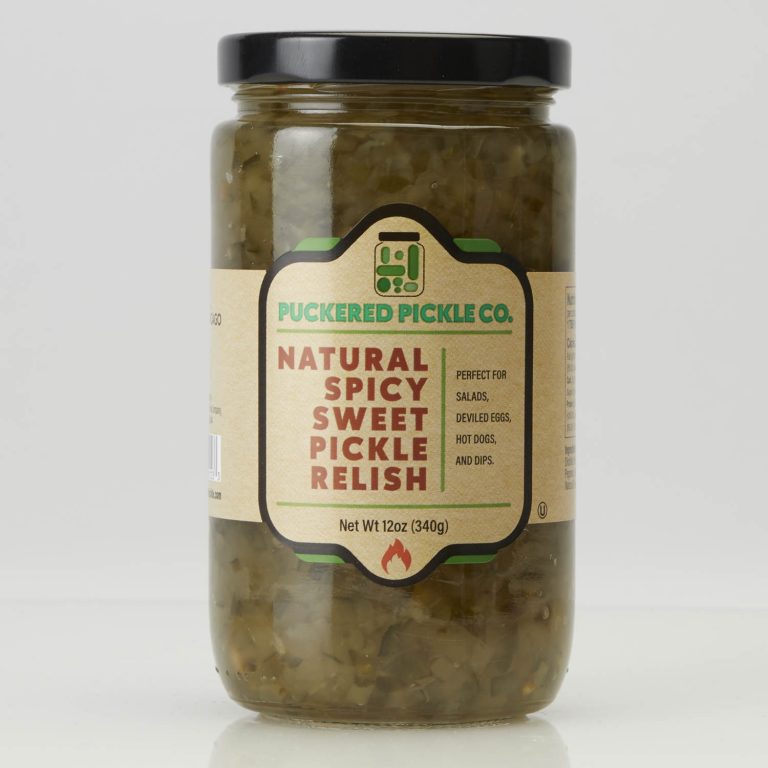 PUCKERED PICKLE CO.
NATURAL
SPICY
SWEET
PICKLE
RELISH
PERFECT FOR
SALADS,
DEVILED EGGS,
HOT DOGS,
AND DIPS.
Net Wt 12oz (340g)
U